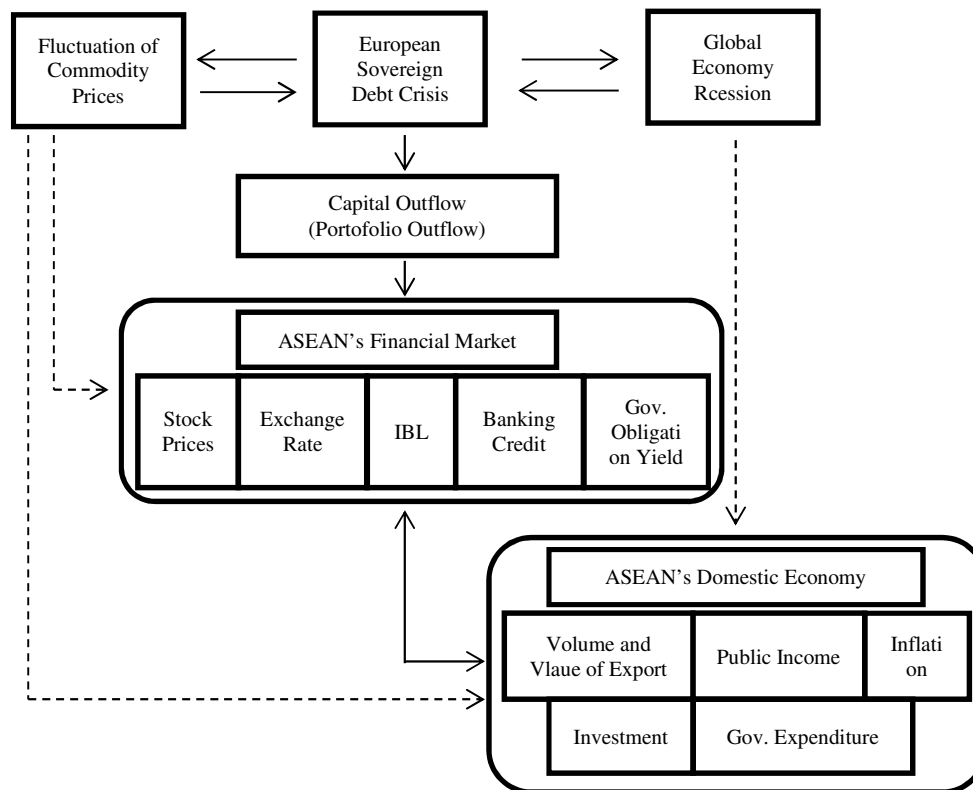 Fluctuation of
Commodity
Prices
European
Sovereign
Debt Crisis
Global
Economy
Rcession
Capital Outflow
(Portofolio Outflow)
ASEAN's Financial Market
Stock
Prices
Exchange
Rate
IBL
Banking
Credit
Gov.
Obligati
on Yield
ASEAN's Domestic Economy
Volume and
Vlaue of Export
Public Income
Inflati
on
Investment
Gov. Expenditure